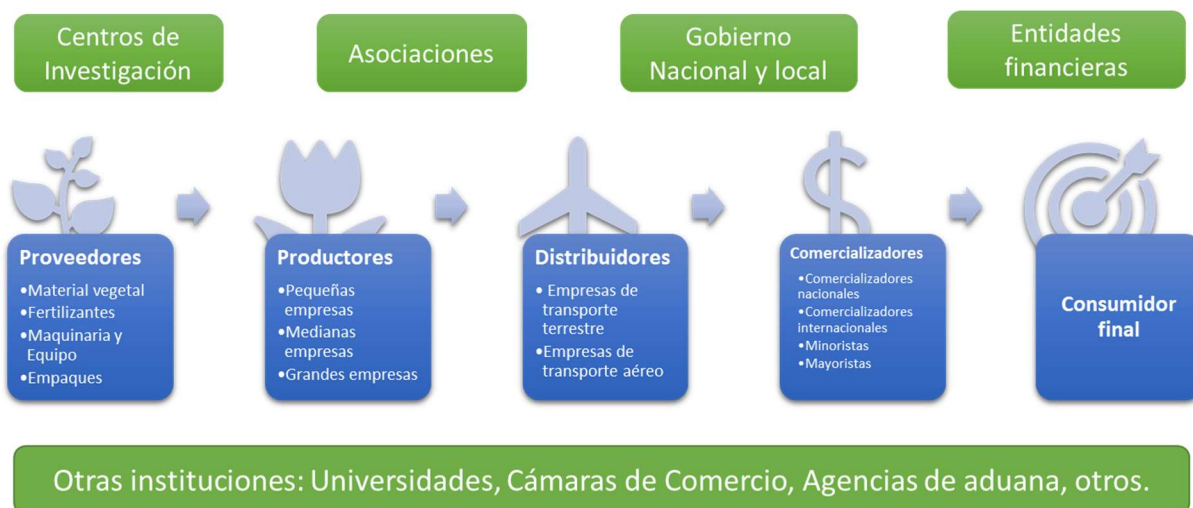 Centros de
Investigación
Asociaciones
Gobierno
Nacional y local
Entidades
financieras
Proveedores
•Material vegetal
•Fertilizantes
•Maquinaria y
Equipo
•Empaques
Productores
•Pequeñas
empresas
•Medianas
empresas
•Grandes empresas
Distribuidores
• Empresas de
transporte
terrestre
•Empresas de
transporte aéreo
Comercializadores
•Comercializadores
nacionales
•Comercializadores
internacionales
•Minoristas
•Mayoristas
Consumidor
final
Otras instituciones: Universidades, Cámaras de Comercio, Agencias de aduana, otros.